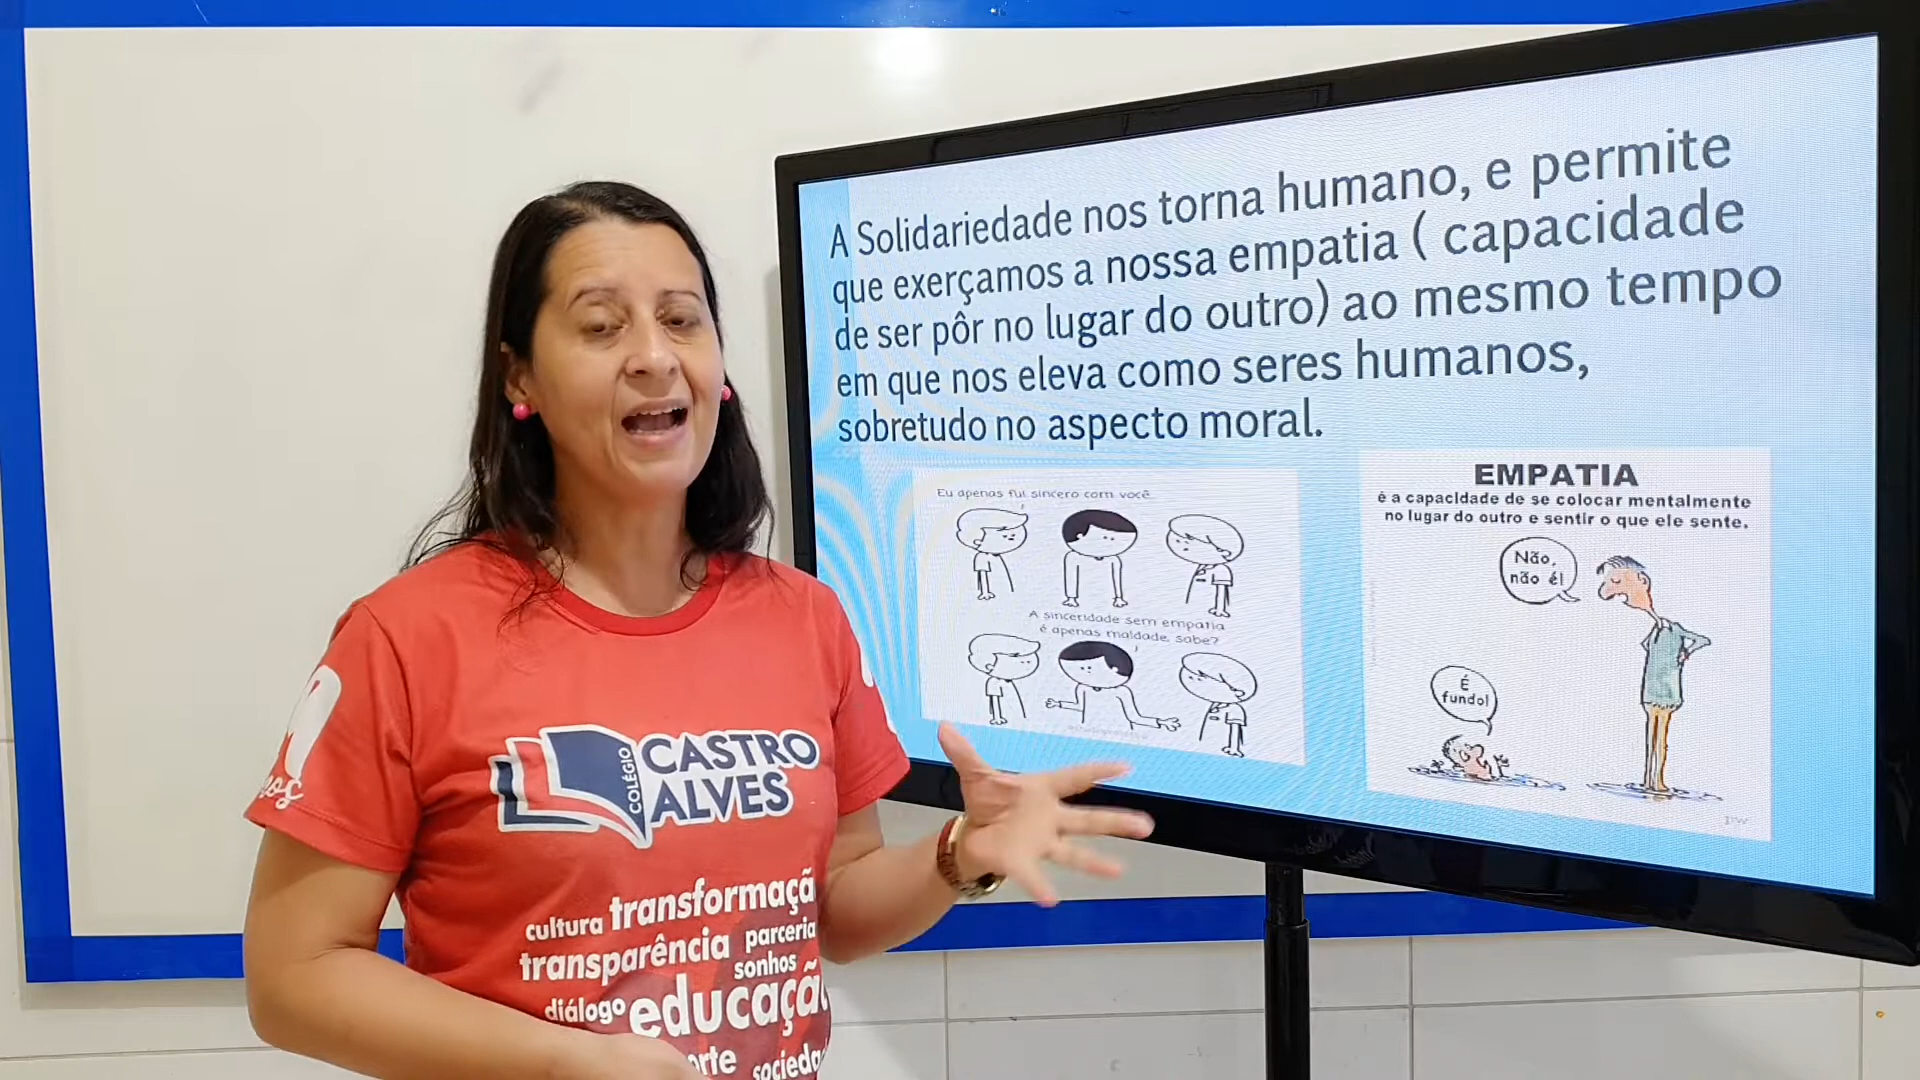 A Solidariedade nos torna humano, e permite
que exerçamos a nossa empatia ( capacidade
de ser pôr no lugar do outro) ao mesmo tempo
em que nos eleva como seres humanos,
sobretudo no aspecto moral.
Eu apenas fui sincero com você
A sinceridade sem empatia
é apenas maldade, sabe?
EMPATIA
é a capacidade de se colocar mentalmente
no lugar do outro e sentir o que ele sente.
Não,
não é!
É
fundo!
COLÉGIO
CASTRO
ALVES
cultura transformaçã
transparência parceria
sonhos
diálogo educaçã
orte socieda